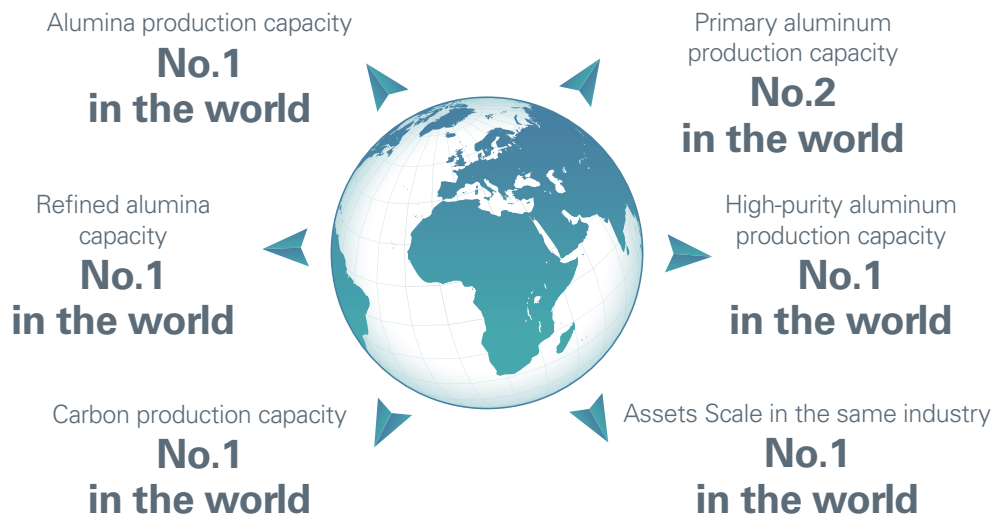 Alumina production capacity
No.1
in the world
Primary aluminum
production capacity
No.2
in the world
Refined alumina
capacity
No.1
in the world
High-purity aluminum
production capacity
No.1
in the world
Carbon production capacity
No.1
in the world
Assets Scale in the same industry
No.1
in the world